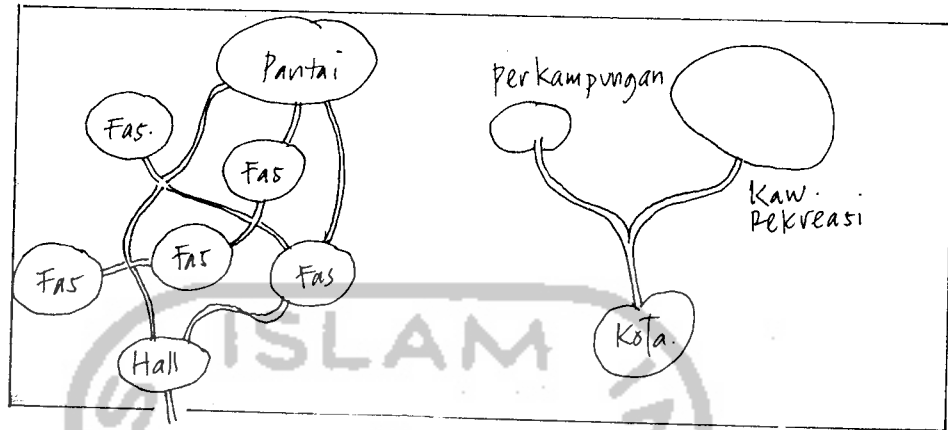 Pantai
Fas.
Fas
Fas
Fas
Fas
Hall
perkampungan
Kaw.
Rekreasi
Kota.
ISLAM